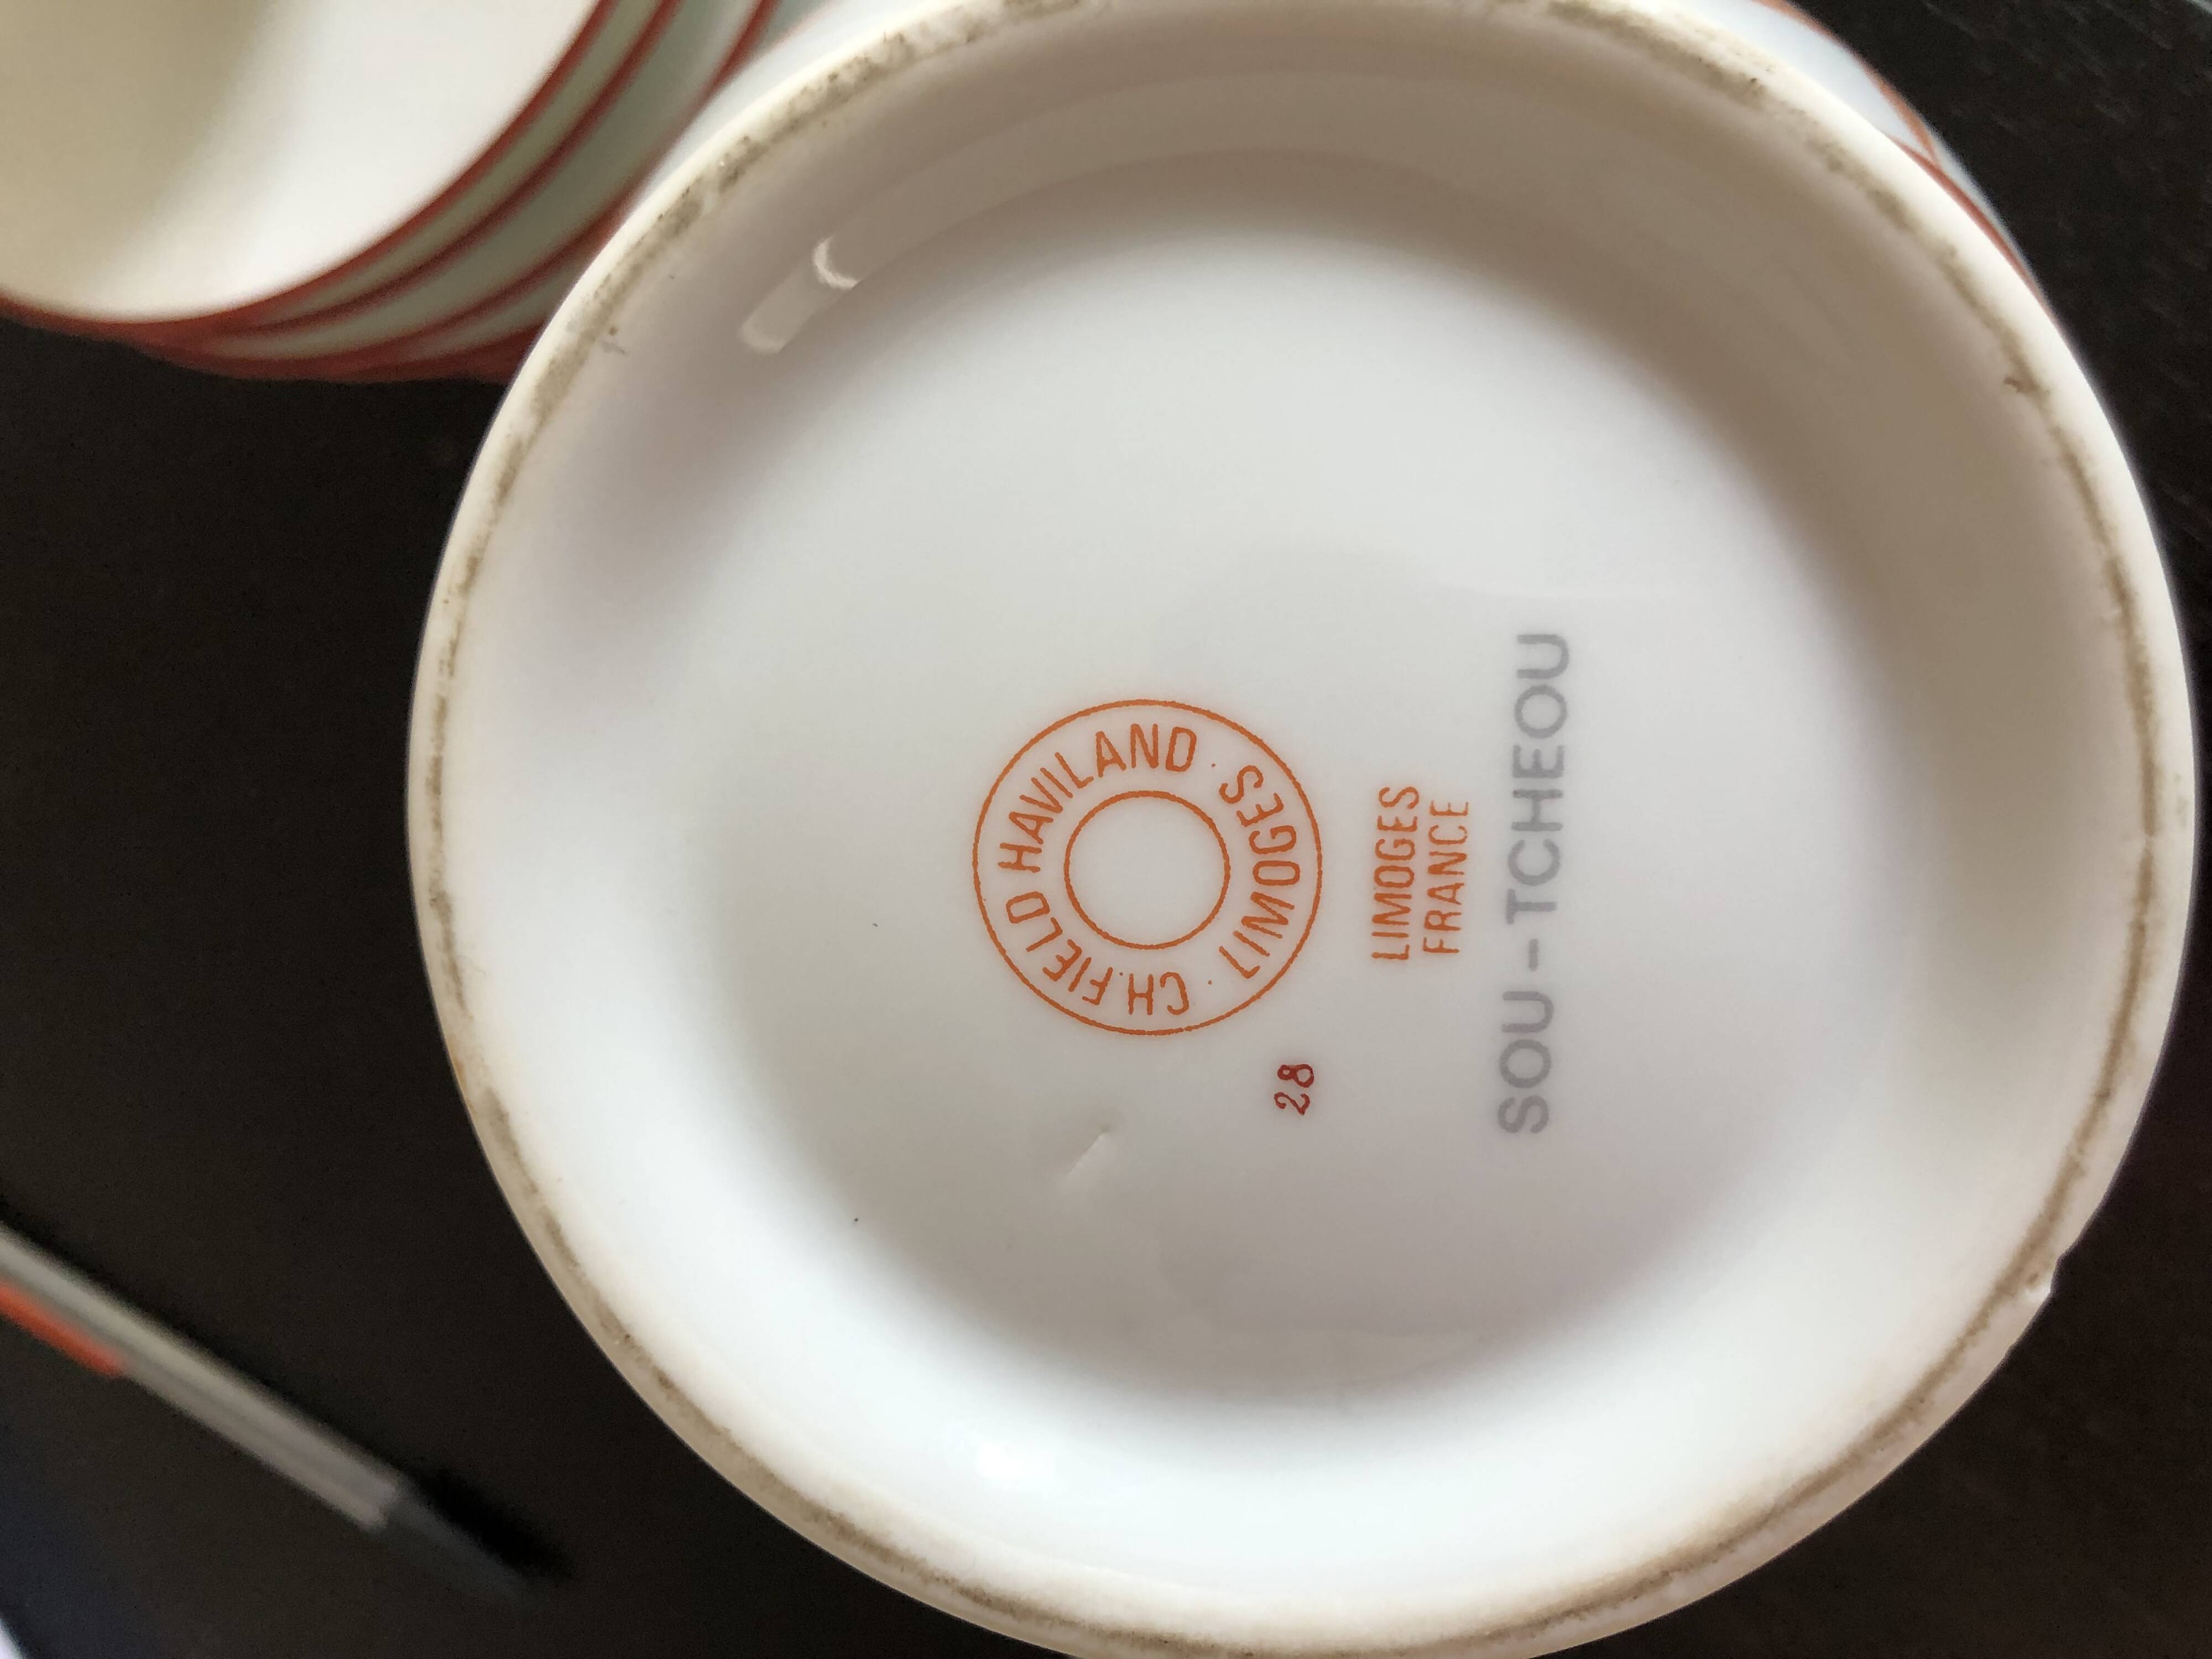 CH.FIELD HAVILAND · LIMOGES ·
LIMOGES
FRANCE
28
SOU - TCHEOU